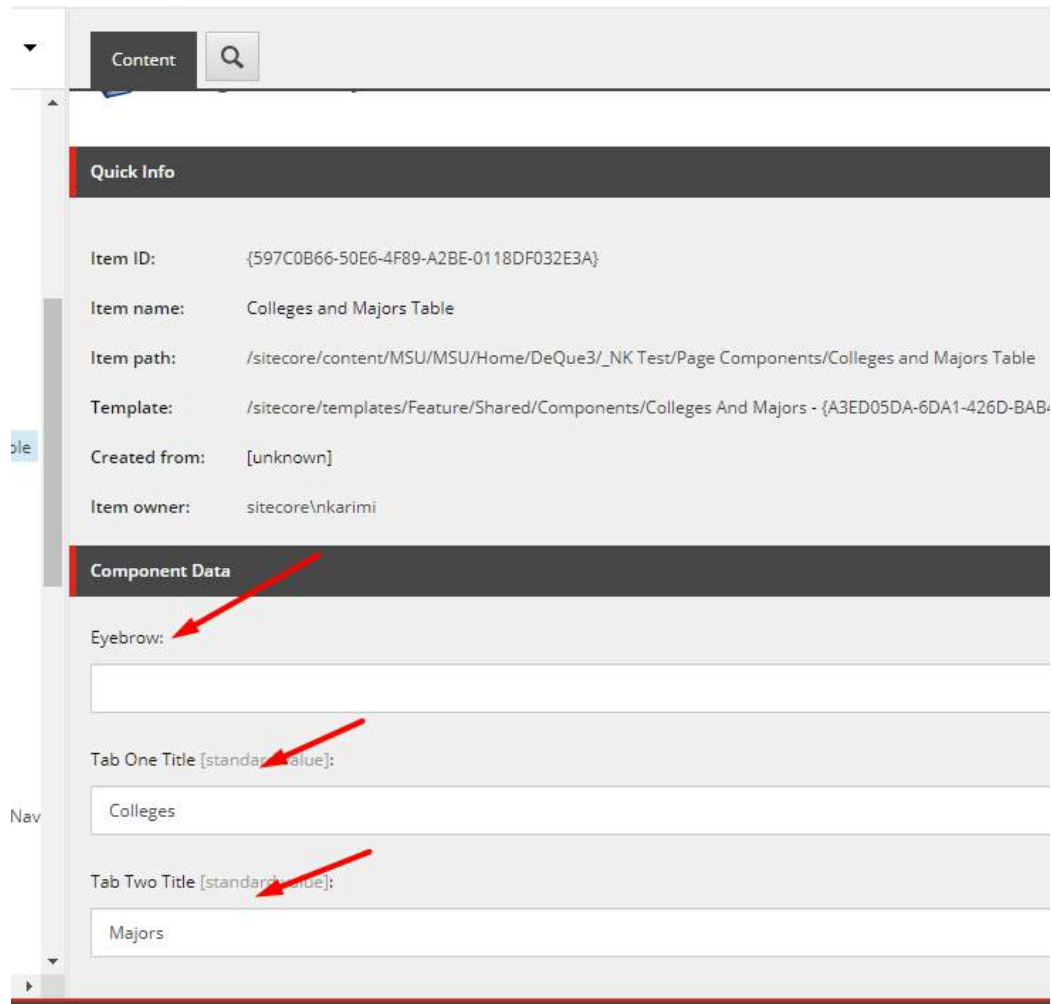 Content
Quick Info
Item ID: {597C0B66-50E6-4F89-A2BE-0118DF032E3A}
Item name: Colleges and Majors Table
Item path: /sitecore/content/MSU/MSU/Home/DeQue3/_NK Test/Page Components/Colleges and Majors Table
Template: /sitecore/templates/Feature/Shared/Components/Colleges And Majors - {A3ED05DA-6DA1-426D-BAB4
ble
Created from: [unknown]
Item owner: sitecore\nkarimi
Component Data
Eyebrow:
Tab One Title [standard value]:
Colleges
Nav
Tab Two Title [standard value]:
Majors